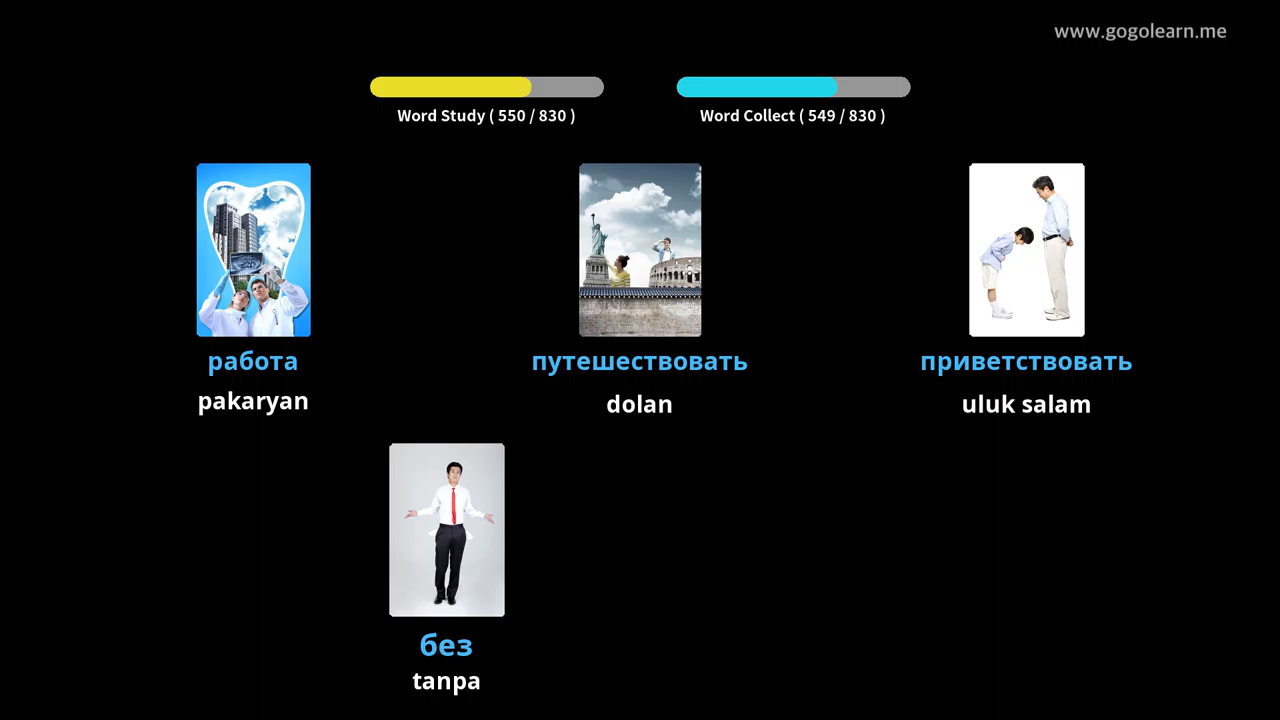 www.gogolearn.me
Word Study ( 550 / 830 )
Word Collect ( 549 / 830 )
работа
путешествовать
приветствовать
pakaryan
dolan
uluk salam
без
tanpa